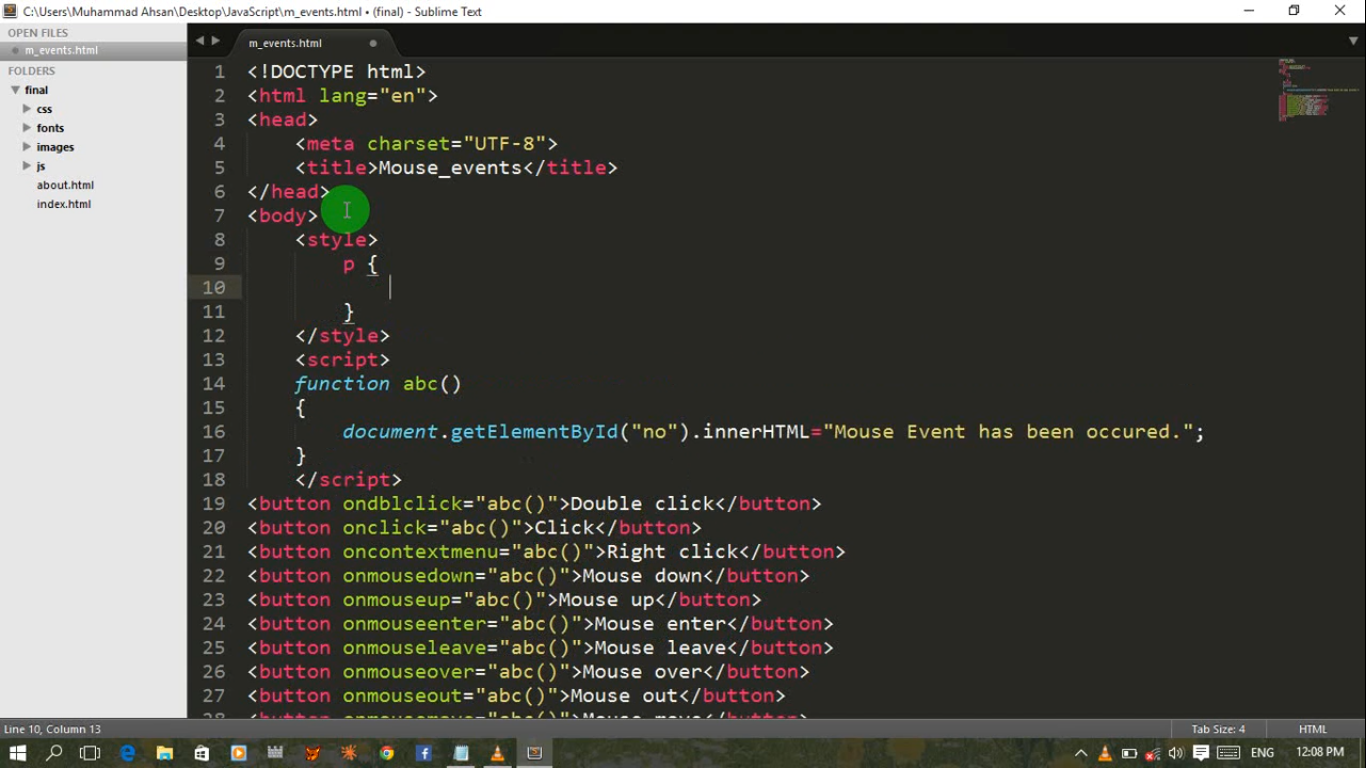 C:\Users\Muhammad Ahsan\Desktop\JavaScript\m_events.html • (final) - Sublime Text
OPEN FILES
m_events.html
FOLDERS
final
css
fonts
images
js
about.html
index.html
m_events.html
1 <!DOCTYPE html>
2 <html lang="en">
3 <head>
4 <meta charset="UTF-8">
5 <title>Mouse_events</title>
6 </head>
7 <body>
8 <style>
9 p {
10
11 }
12 </style>
13 <script>
14 function abc()
15 {
16 document.getElementById("no").innerHTML="Mouse Event has been occured.";
17 }
18 </script>
19 <button ondblclick="abc()">Double click</button>
20 <button onclick="abc()">Click</button>
21 <button oncontextmenu="abc()">Right click</button>
22 <button onmousedown="abc()">Mouse down</button>
23 <button onmouseup="abc()">Mouse up</button>
24 <button onmouseenter="abc()">Mouse enter</button>
25 <button onmouseleave="abc()">Mouse leave</button>
26 <button onmouseover="abc()">Mouse over</button>
27 <button onmouseout="abc()">Mouse out</button>
28 <button onmousemove="abc()">Mouse move</button>
Line 10, Column 13
Tab Size: 4
HTML
ENG
12:08 PM